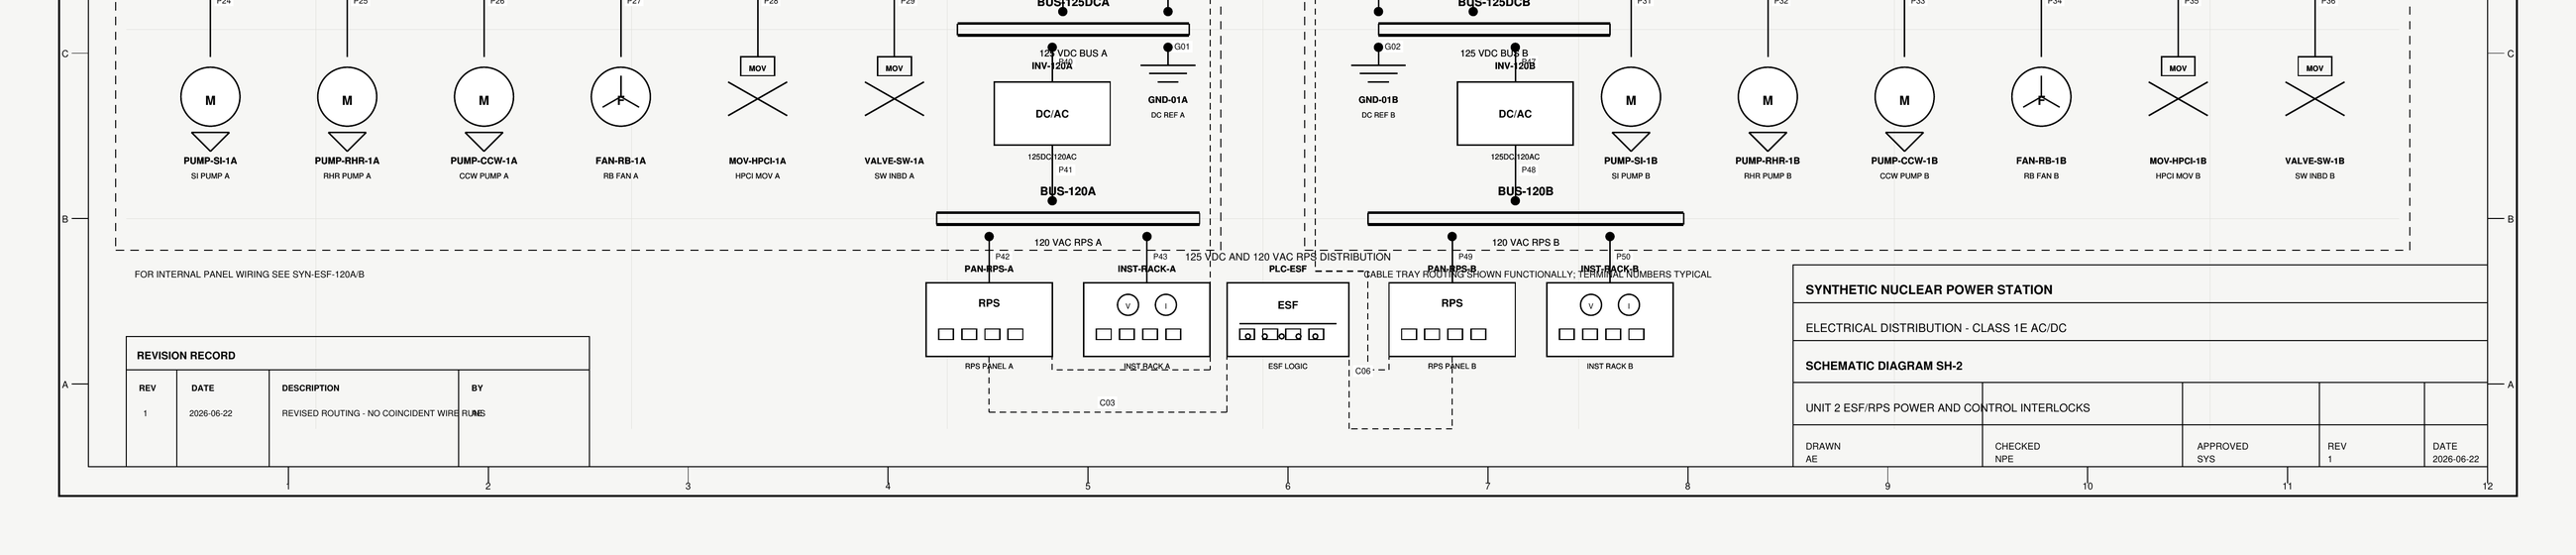 P24
P25
P26
P27
P28
P29
BUS-125DCA
BUS-125DCB
P31
P32
P33
P34
P35
P36
C
125 VDC BUS A
G01
G02
125 VDC BUS B
C
MOV
MOV
P40
INV-120A
P47
INV-120B
MOV
MOV
M
M
M
F
DC/AC
GND-01A
DC REF A
GND-01B
DC REF B
DC/AC
M
M
M
F
125DC/120AC
125DC/120AC
PUMP-SI-1A
PUMP-RHR-1A
PUMP-CCW-1A
FAN-RB-1A
MOV-HPCI-1A
VALVE-SW-1A
PUMP-SI-1B
PUMP-RHR-1B
PUMP-CCW-1B
FAN-RB-1B
MOV-HPCI-1B
VALVE-SW-1B
SI PUMP A
RHR PUMP A
CCW PUMP A
RB FAN A
HPCI MOV A
SW INBD A
P41
P48
SI PUMP B
RHR PUMP B
CCW PUMP B
RB FAN B
HPCI MOV B
SW INBD B
BUS-120A
BUS-120B
B
B
120 VAC RPS A
120 VAC RPS B
P42
P43
125 VDC AND 120 VAC RPS DISTRIBUTION
P49
P50
FOR INTERNAL PANEL WIRING SEE SYN-ESF-120A/B
PAN-RPS-A
INST-RACK-A
PLC-ESF
PAN-RPS-B
INST-RACK-B
CABLE TRAY ROUTING SHOWN FUNCTIONALLY; TERMINAL NUMBERS TYPICAL
RPS
V
I
ESF
RPS
V
I
RPS PANEL A
INST RACK A
ESF LOGIC
C06
RPS PANEL B
INST RACK B
C03
A
A
REVISION RECORD
REV
DATE
DESCRIPTION
BY
1
2026-06-22
REVISED ROUTING - NO COINCIDENT WIRE RUNS
AE
SYNTHETIC NUCLEAR POWER STATION
ELECTRICAL DISTRIBUTION - CLASS 1E AC/DC
SCHEMATIC DIAGRAM SH-2
UNIT 2 ESF/RPS POWER AND CONTROL INTERLOCKS
DRAWN
CHECKED
APPROVED
REV
DATE
AE
NPE
SYS
1
2026-06-22
1
2
3
4
5
6
7
8
9
10
11
12